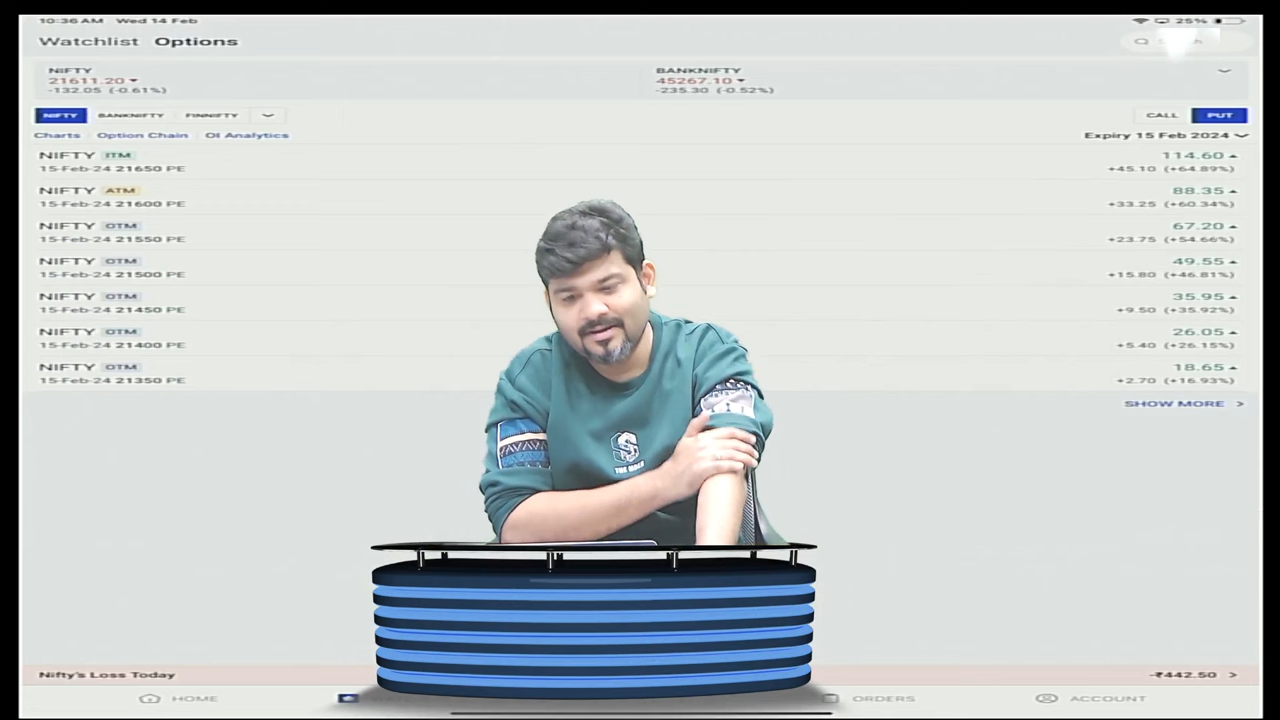 10:36 AM Wed 14 Feb
25%
Watchlist Options
NIFTY
21611.20
-132.05 (-0.61%)
BANKNIFTY
45267.10
-235.30 (-0.52%)
NIFTY BANKNIFTY FINNIFTY
CALL PUT
Charts Option Chain OI Analytics
Expiry 15 Feb 2024
NIFTY ITM 114.60
15-Feb-24 21650 PE +45.10 (+64.89%)
NIFTY ATM 88.35
15-Feb-24 21600 PE +33.25 (+60.34%)
NIFTY OTM 67.20
15-Feb-24 21550 PE +23.75 (+54.66%)
NIFTY OTM 49.55
15-Feb-24 21500 PE +15.80 (+46.81%)
NIFTY OTM 35.95
15-Feb-24 21450 PE +9.50 (+35.92%)
NIFTY OTM 26.05
15-Feb-24 21400 PE +5.40 (+26.15%)
NIFTY OTM 18.65
15-Feb-24 21350 PE +2.70 (+16.93%)
SHOW MORE
Nifty's Loss Today -₹442.50
HOME
ORDERS
ACCOUNT